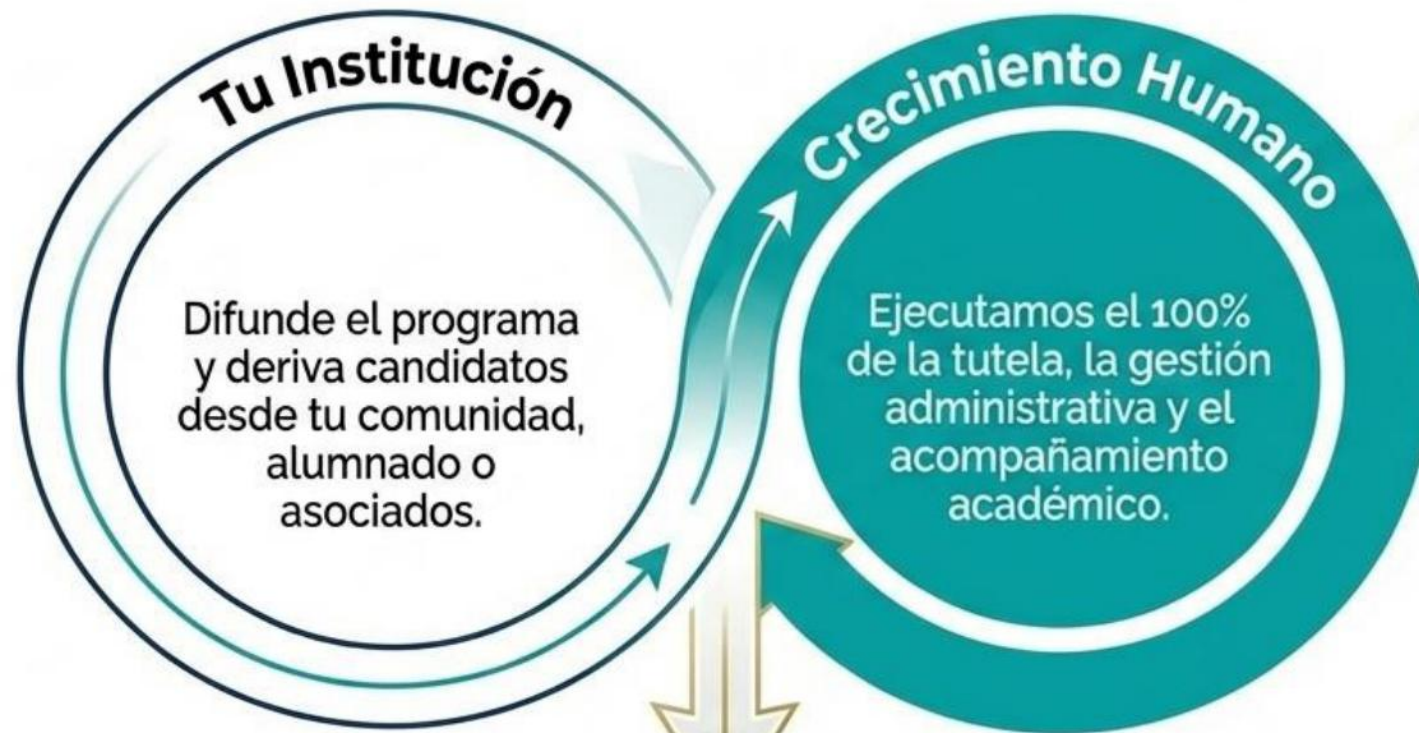 Tu Institución
Difunde el programa
y deriva candidatos
desde tu comunidad,
alumnado o
asociados.
Crecimiento Humano
Ejecutamos el 100%
de la tutela, la gestión
administrativa y el
acompañamiento
académico.